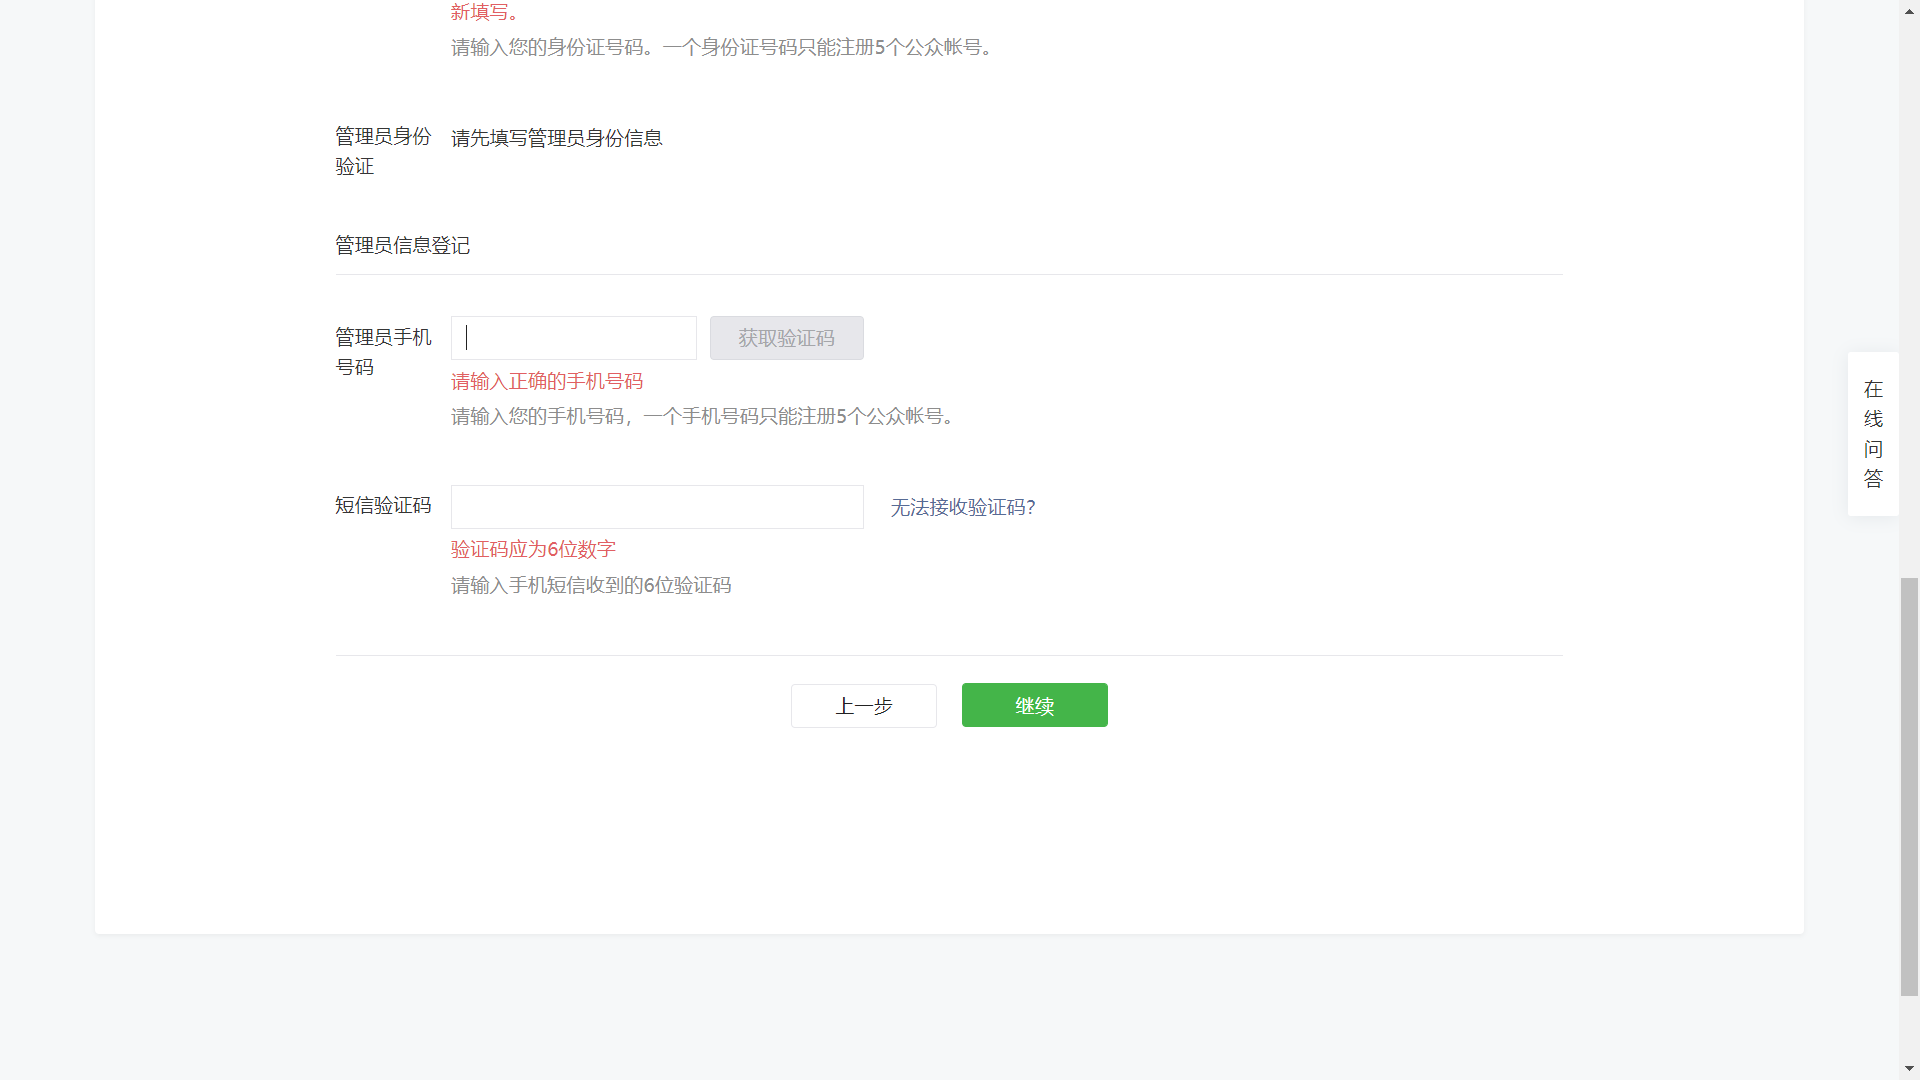 新填写。
请输入您的身份证号码。一个身份证号码只能注册5个公众帐号。
管理员身份
验证
请先填写管理员身份信息
管理员信息登记
管理员手机
号码
获取验证码
请输入正确的手机号码
请输入您的手机号码，一个手机号码只能注册5个公众帐号。
短信验证码
无法接收验证码?
验证码应为6位数字
请输入手机短信收到的6位验证码
上一步
继续
在
线
问
答